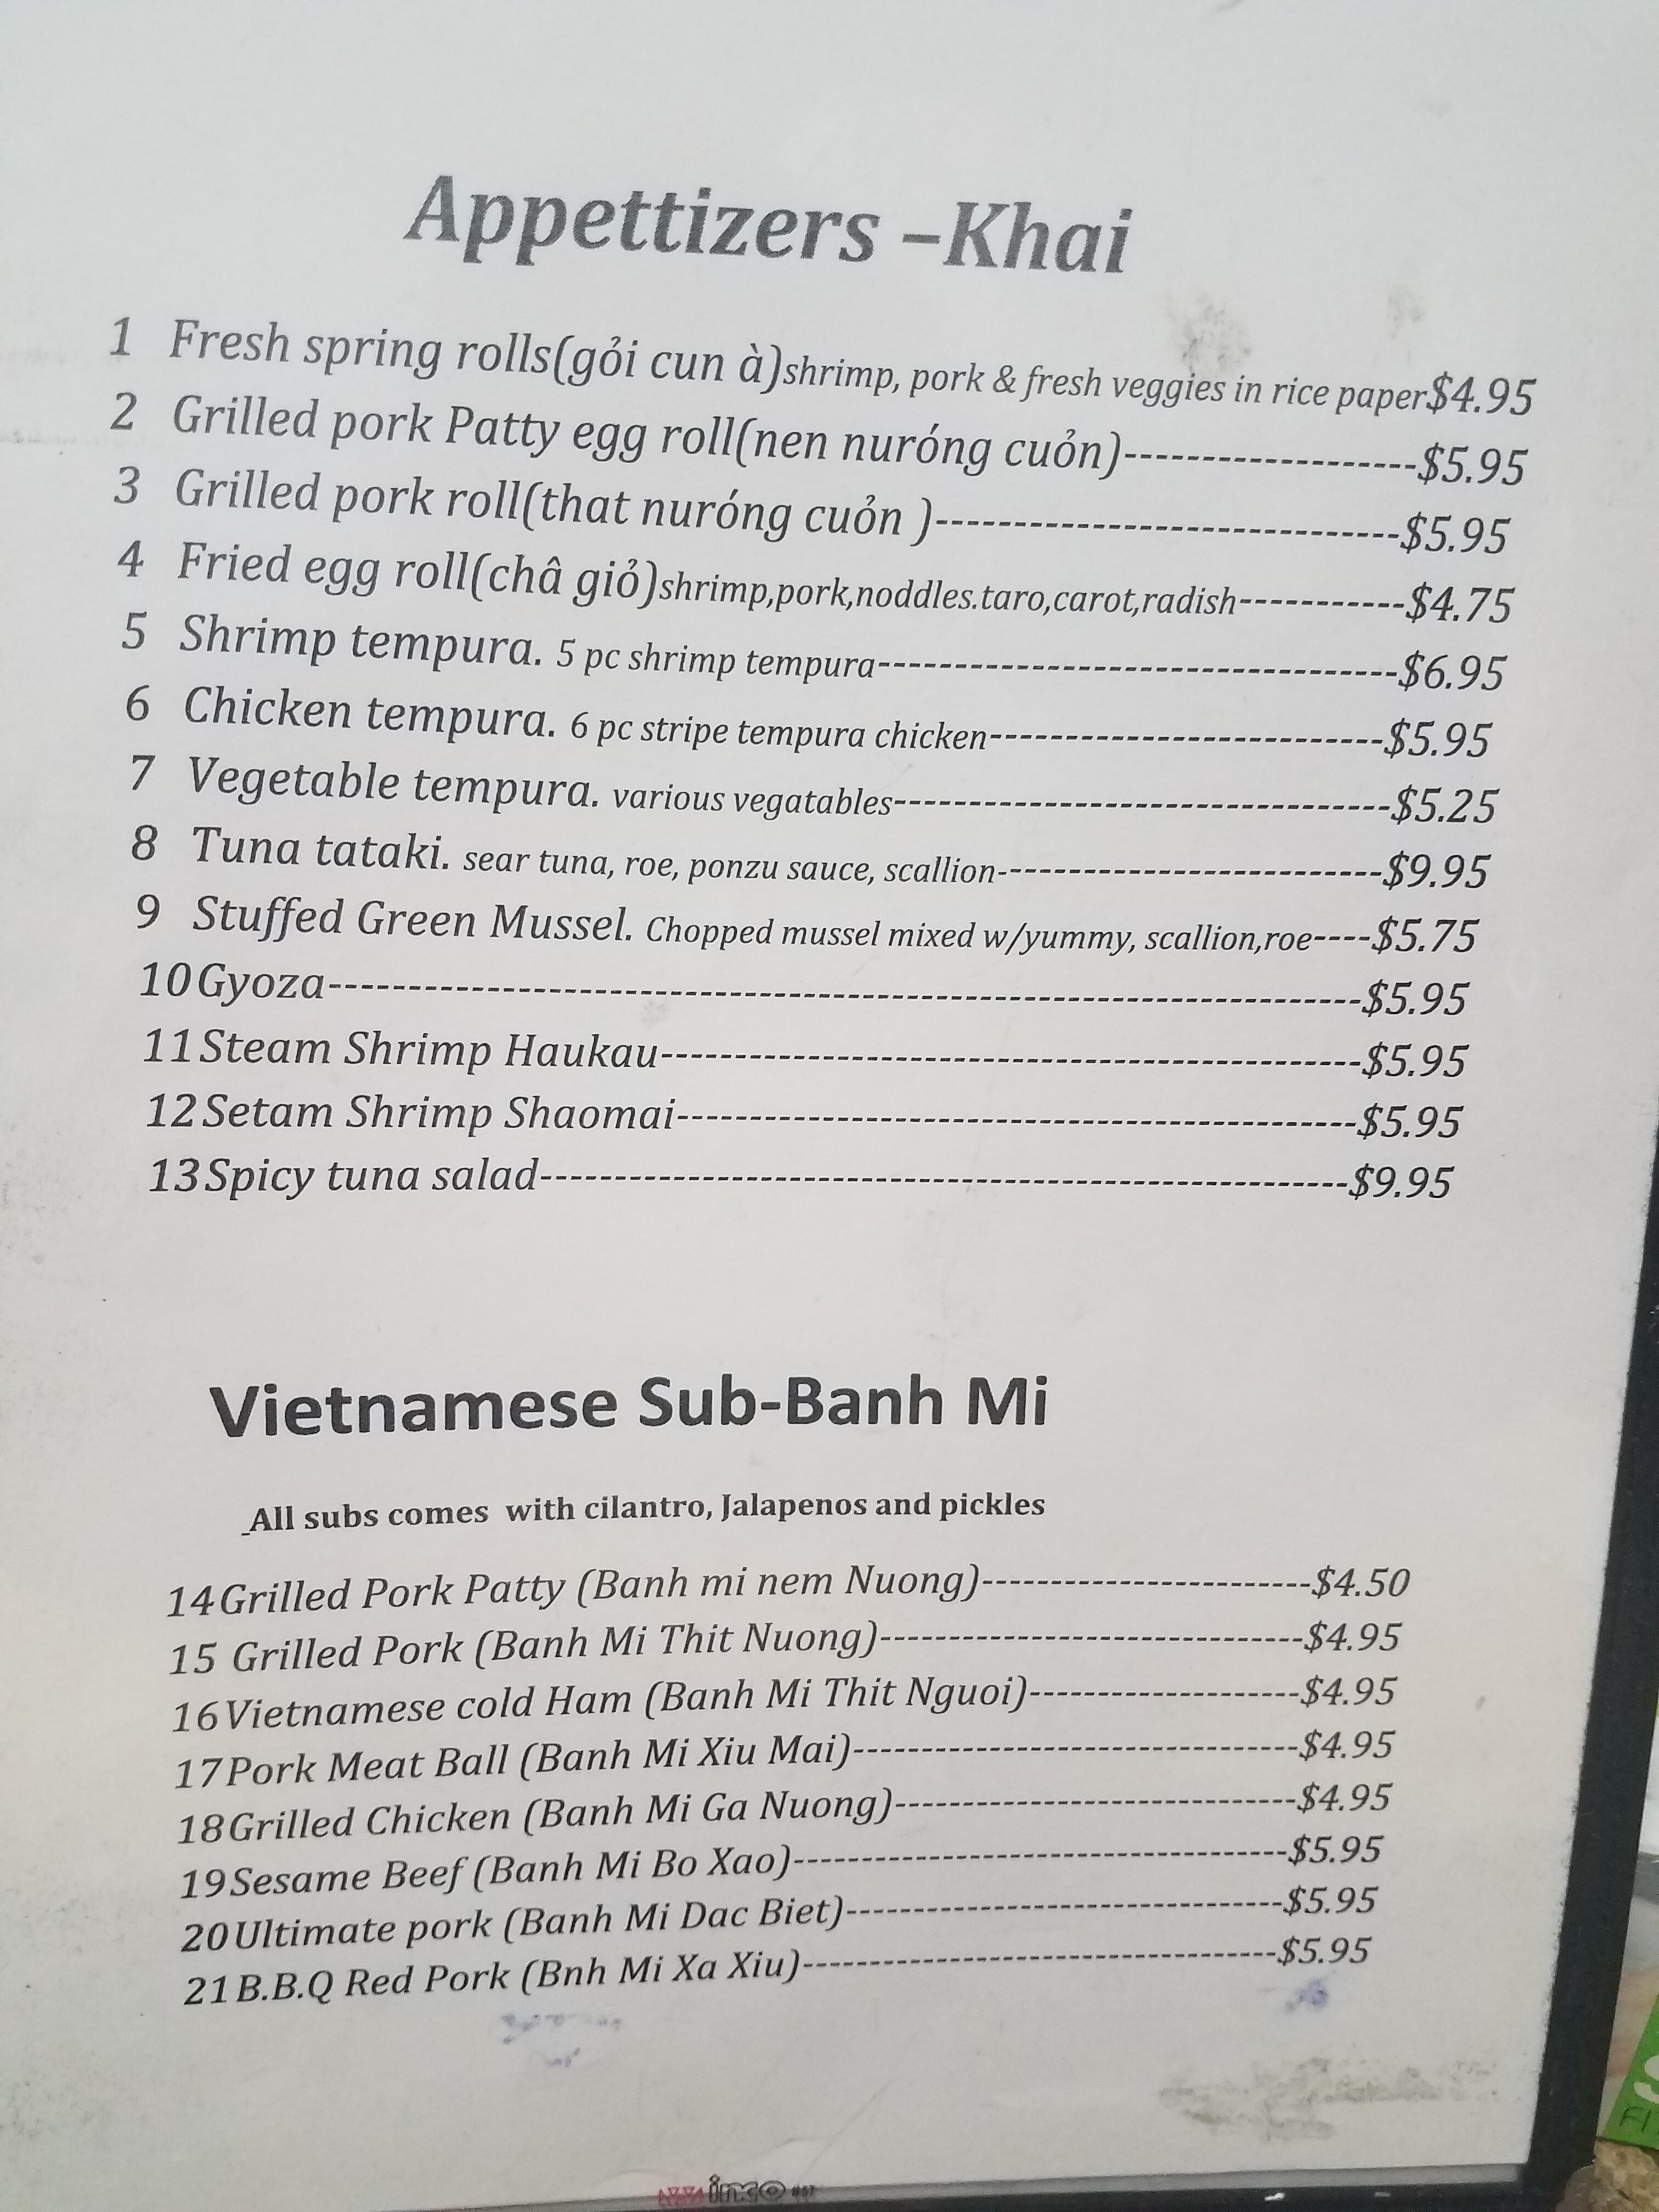 Appettizers –Khai
1 Fresh spring rolls(gỏi cun à)shrimp, pork & fresh veggies in rice paper$4.95
2 Grilled pork Patty egg roll(nen nuróng cuỏn)-------------------$5.95
3 Grilled pork roll(that nuróng cuỏn )------------------------------$5.95
4 Fried egg roll(châ giỏ)shrimp,pork,noddles.taro,carot,radish-----------$4.75
5 Shrimp tempura. 5 pc shrimp tempura----------------------------------$6.95
6 Chicken tempura. 6 pc stripe tempura chicken--------------------------$5.95
7 Vegetable tempura. various vegatables---------------------------------$5.25
8 Tuna tataki. sear tuna, roe, ponzu sauce, scallion-------------------------$9.95
9 Stuffed Green Mussel. Chopped mussel mixed w/yummy, scallion,roe----$5.75
10 Gyoza--------------------------------------------------------------------$5.95
11 Steam Shrimp Haukau----------------------------------------------$5.95
12 Setam Shrimp Shaomai---------------------------------------------$5.95
13 Spicy tuna salad-----------------------------------------------------$9.95
Vietnamese Sub-Banh Mi
_All subs comes with cilantro, Jalapenos and pickles
14 Grilled Pork Patty (Banh mi nem Nuong)------------------------$4.50
15 Grilled Pork (Banh Mi Thit Nuong)-------------------------------$4.95
16 Vietnamese cold Ham (Banh Mi Thit Nguoi)--------------------$4.95
17 Pork Meat Ball (Banh Mi Xiu Mai)---------------------------------$4.95
18 Grilled Chicken (Banh Mi Ga Nuong)------------------------------$4.95
19 Sesame Beef (Banh Mi Bo Xao)-------------------------------------$5.95
20 Ultimate pork (Banh Mi Dac Biet)---------------------------------$5.95
21 B.B.Q Red Pork (Bnh Mi Xa Xiu)-----------------------------------$5.95